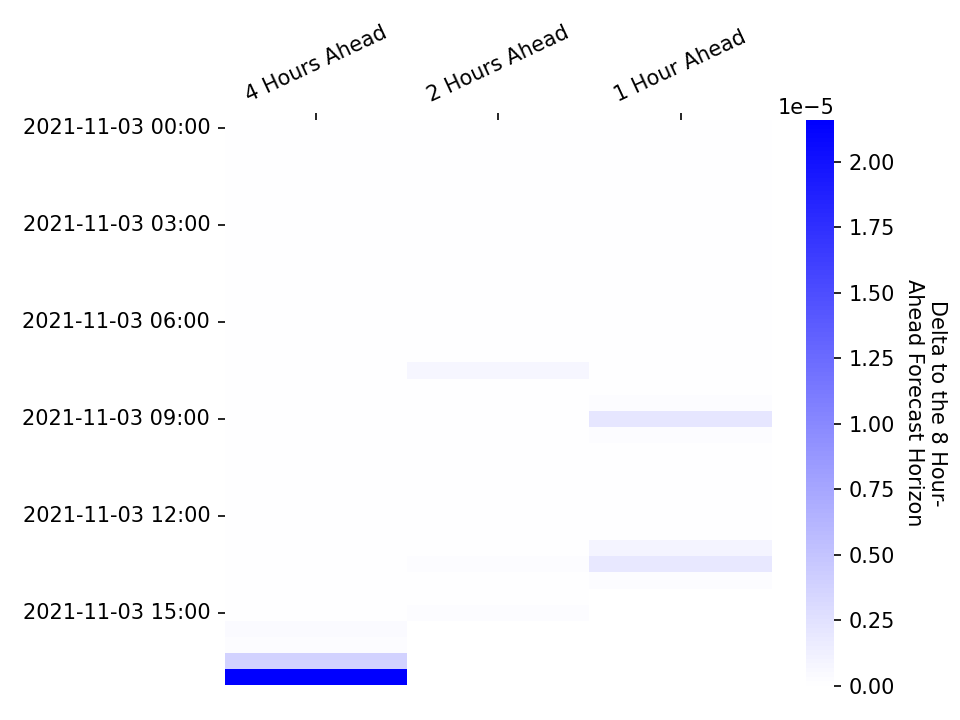 4 Hours Ahead
2 Hours Ahead
1 Hour Ahead
2021-11-03 00:00
2021-11-03 03:00
2021-11-03 06:00
2021-11-03 09:00
2021-11-03 12:00
2021-11-03 15:00
1e−5
2.00
1.75
1.50
1.25
1.00
0.75
0.50
0.25
0.00
Delta to the 8 Hour-
Ahead Forecast Horizon